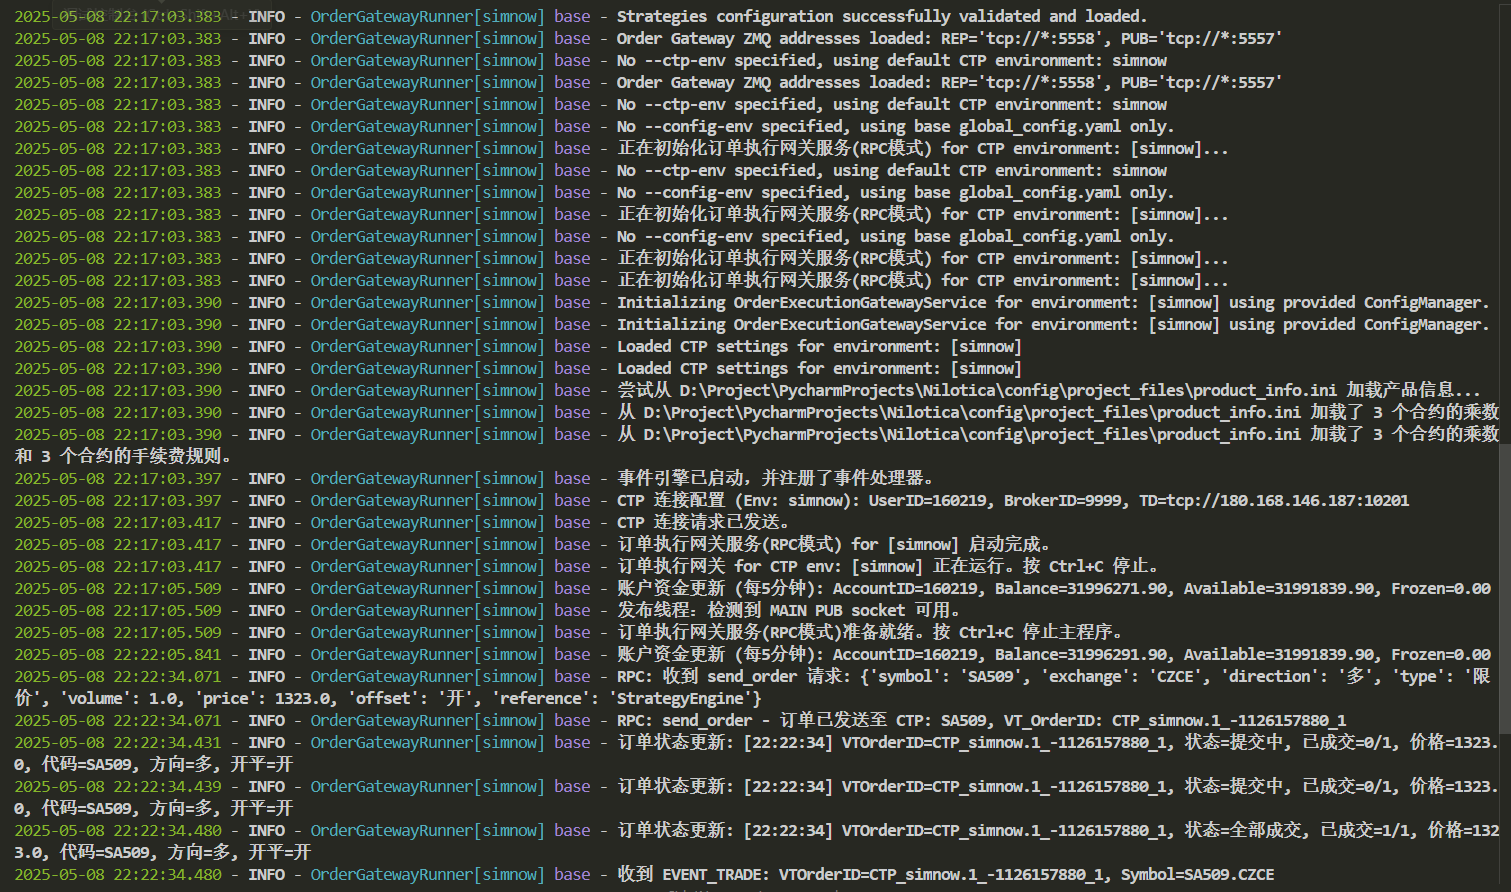 2025-05-08 22:17:03.383 - INFO - OrderGatewayRunner[simnow] base - Strategies configuration successfully validated and loaded.
2025-05-08 22:17:03.383 - INFO - OrderGatewayRunner[simnow] base - Order Gateway ZMQ addresses loaded: REP='tcp://*:5558', PUB='tcp://*:5557'
2025-05-08 22:17:03.383 - INFO - OrderGatewayRunner[simnow] base - No --ctp-env specified, using default CTP environment: simnow
2025-05-08 22:17:03.383 - INFO - OrderGatewayRunner[simnow] base - Order Gateway ZMQ addresses loaded: REP='tcp://*:5558', PUB='tcp://*:5557'
2025-05-08 22:17:03.383 - INFO - OrderGatewayRunner[simnow] base - No --ctp-env specified, using default CTP environment: simnow
2025-05-08 22:17:03.383 - INFO - OrderGatewayRunner[simnow] base - No --config-env specified, using base global_config.yaml only.
2025-05-08 22:17:03.383 - INFO - OrderGatewayRunner[simnow] base - 正在初始化订单执行网关服务(RPC模式) for CTP environment: [simnow]...
2025-05-08 22:17:03.383 - INFO - OrderGatewayRunner[simnow] base - No --ctp-env specified, using default CTP environment: simnow
2025-05-08 22:17:03.383 - INFO - OrderGatewayRunner[simnow] base - No --config-env specified, using base global_config.yaml only.
2025-05-08 22:17:03.383 - INFO - OrderGatewayRunner[simnow] base - 正在初始化订单执行网关服务(RPC模式) for CTP environment: [simnow]...
2025-05-08 22:17:03.383 - INFO - OrderGatewayRunner[simnow] base - No --config-env specified, using base global_config.yaml only.
2025-05-08 22:17:03.383 - INFO - OrderGatewayRunner[simnow] base - 正在初始化订单执行网关服务(RPC模式) for CTP environment: [simnow]...
2025-05-08 22:17:03.383 - INFO - OrderGatewayRunner[simnow] base - 正在初始化订单执行网关服务(RPC模式) for CTP environment: [simnow]...
2025-05-08 22:17:03.390 - INFO - OrderGatewayRunner[simnow] base - Initializing OrderExecutionGatewayService for environment: [simnow] using provided ConfigManager.
2025-05-08 22:17:03.390 - INFO - OrderGatewayRunner[simnow] base - Initializing OrderExecutionGatewayService for environment: [simnow] using provided ConfigManager.
2025-05-08 22:17:03.390 - INFO - OrderGatewayRunner[simnow] base - Loaded CTP settings for environment: [simnow]
2025-05-08 22:17:03.390 - INFO - OrderGatewayRunner[simnow] base - Loaded CTP settings for environment: [simnow]
2025-05-08 22:17:03.390 - INFO - OrderGatewayRunner[simnow] base - 尝试从 D:\Project\PycharmProjects\Nilotica\config\project_files\product_info.ini 加载产品信息...
2025-05-08 22:17:03.390 - INFO - OrderGatewayRunner[simnow] base - 从 D:\Project\PycharmProjects\Nilotica\config\project_files\product_info.ini 加载了 3 个合约的乘数
2025-05-08 22:17:03.390 - INFO - OrderGatewayRunner[simnow] base - 从 D:\Project\PycharmProjects\Nilotica\config\project_files\product_info.ini 加载了 3 个合约的乘数
和 3 个合约的手续费规则。
2025-05-08 22:17:03.397 - INFO - OrderGatewayRunner[simnow] base - 事件引擎已启动，并注册了事件处理器。
2025-05-08 22:17:03.397 - INFO - OrderGatewayRunner[simnow] base - CTP 连接配置 (Env: simnow): UserID=160219, BrokerID=9999, TD=tcp://180.168.146.187:10201
2025-05-08 22:17:03.417 - INFO - OrderGatewayRunner[simnow] base - CTP 连接请求已发送。
2025-05-08 22:17:03.417 - INFO - OrderGatewayRunner[simnow] base - 订单执行网关服务(RPC模式) for [simnow] 启动完成。
2025-05-08 22:17:03.417 - INFO - OrderGatewayRunner[simnow] base - 订单执行网关 for CTP env: [simnow] 正在运行。按 Ctrl+C 停止。
2025-05-08 22:17:05.509 - INFO - OrderGatewayRunner[simnow] base - 账户资金更新 (每5分钟): AccountID=160219, Balance=31996271.90, Available=31991839.90, Frozen=0.00
2025-05-08 22:17:05.509 - INFO - OrderGatewayRunner[simnow] base - 发布线程：检测到 MAIN PUB socket 可用。
2025-05-08 22:17:05.509 - INFO - OrderGatewayRunner[simnow] base - 订单执行网关服务(RPC模式)准备就绪。按 Ctrl+C 停止主程序。
2025-05-08 22:22:05.841 - INFO - OrderGatewayRunner[simnow] base - 账户资金更新 (每5分钟): AccountID=160219, Balance=31996291.90, Available=31991839.90, Frozen=0.00
2025-05-08 22:22:34.071 - INFO - OrderGatewayRunner[simnow] base - RPC: 收到 send_order 请求: {'symbol': 'SA509', 'exchange': 'CZCE', 'direction': '多', 'type': '限
价', 'volume': 1.0, 'price': 1323.0, 'offset': '开', 'reference': 'StrategyEngine'}
2025-05-08 22:22:34.071 - INFO - OrderGatewayRunner[simnow] base - RPC: send_order - 订单已发送至 CTP: SA509, VT_OrderID: CTP_simnow.1_-1126157880_1
2025-05-08 22:22:34.431 - INFO - OrderGatewayRunner[simnow] base - 订单状态更新: [22:22:34] VTOrderID=CTP_simnow.1_-1126157880_1, 状态=提交中, 已成交=0/1, 价格=1323.
0, 代码=SA509, 方向=多, 开平=开
2025-05-08 22:22:34.439 - INFO - OrderGatewayRunner[simnow] base - 订单状态更新: [22:22:34] VTOrderID=CTP_simnow.1_-1126157880_1, 状态=提交中, 已成交=0/1, 价格=1323.
0, 代码=SA509, 方向=多, 开平=开
2025-05-08 22:22:34.480 - INFO - OrderGatewayRunner[simnow] base - 订单状态更新: [22:22:34] VTOrderID=CTP_simnow.1_-1126157880_1, 状态=全部成交, 已成交=1/1, 价格=132
3.0, 代码=SA509, 方向=多, 开平=开
2025-05-08 22:22:34.480 - INFO - OrderGatewayRunner[simnow] base - 收到 EVENT_TRADE: VTOrderID=CTP_simnow.1_-1126157880_1, Symbol=SA509.CZCE